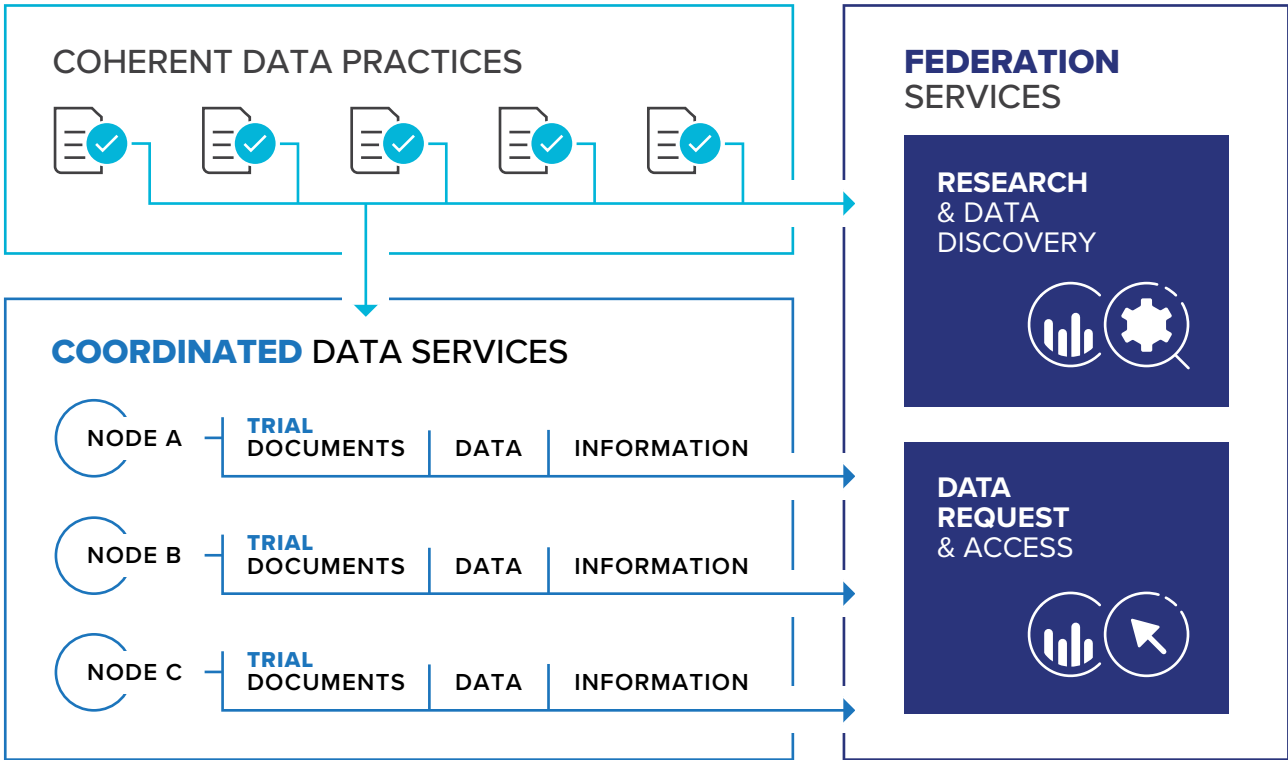 COHERENT DATA PRACTICES
COORDINATED DATA SERVICES
NODE A
TRIAL
DOCUMENTS
DATA
INFORMATION
NODE B
TRIAL
DOCUMENTS
DATA
INFORMATION
NODE C
TRIAL
DOCUMENTS
DATA
INFORMATION
FEDERATION
SERVICES
RESEARCH
& DATA
DISCOVERY
DATA
REQUEST
& ACCESS